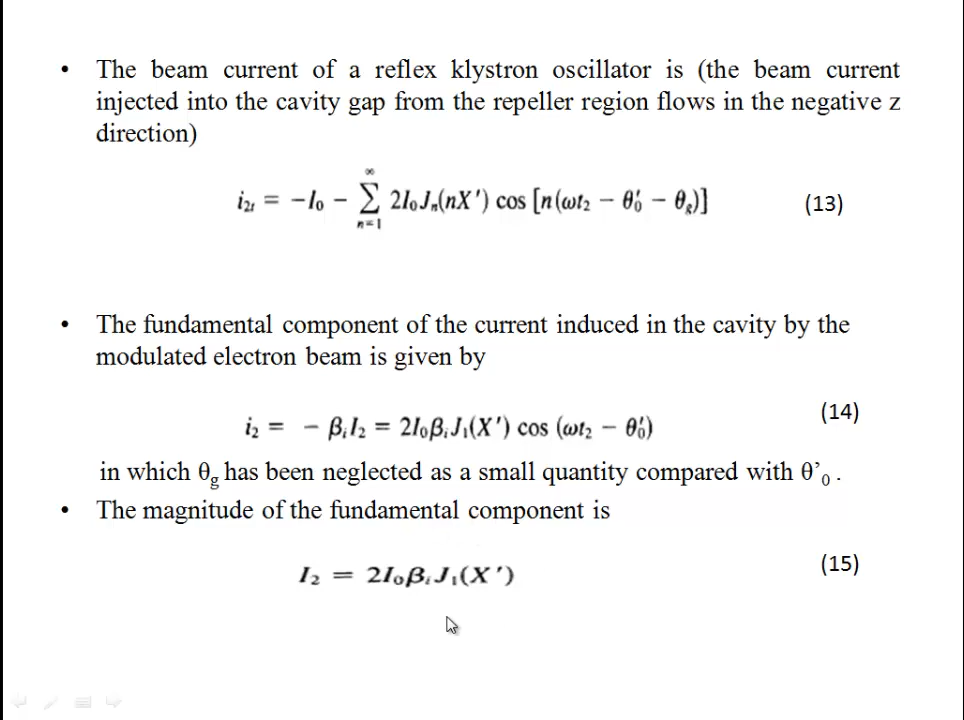 • The beam current of a reflex klystron oscillator is (the beam current
injected into the cavity gap from the repeller region flows in the negative z
direction)
i₂ₜ = −I₀ − ∑ₙ₌₁^∞ 2I₀Jₙ(nX′) cos [n(ωt₂ − θ′₀ − θg)] (13)
• The fundamental component of the current induced in the cavity by the
modulated electron beam is given by
(14)
i₂ = − βᵢI₂ = 2I₀βᵢJ₁(X′) cos (ωt₂ − θ′₀)
in which θg has been neglected as a small quantity compared with θ’₀ .
• The magnitude of the fundamental component is
(15)
I₂ = 2I₀βᵢJ₁(X′)